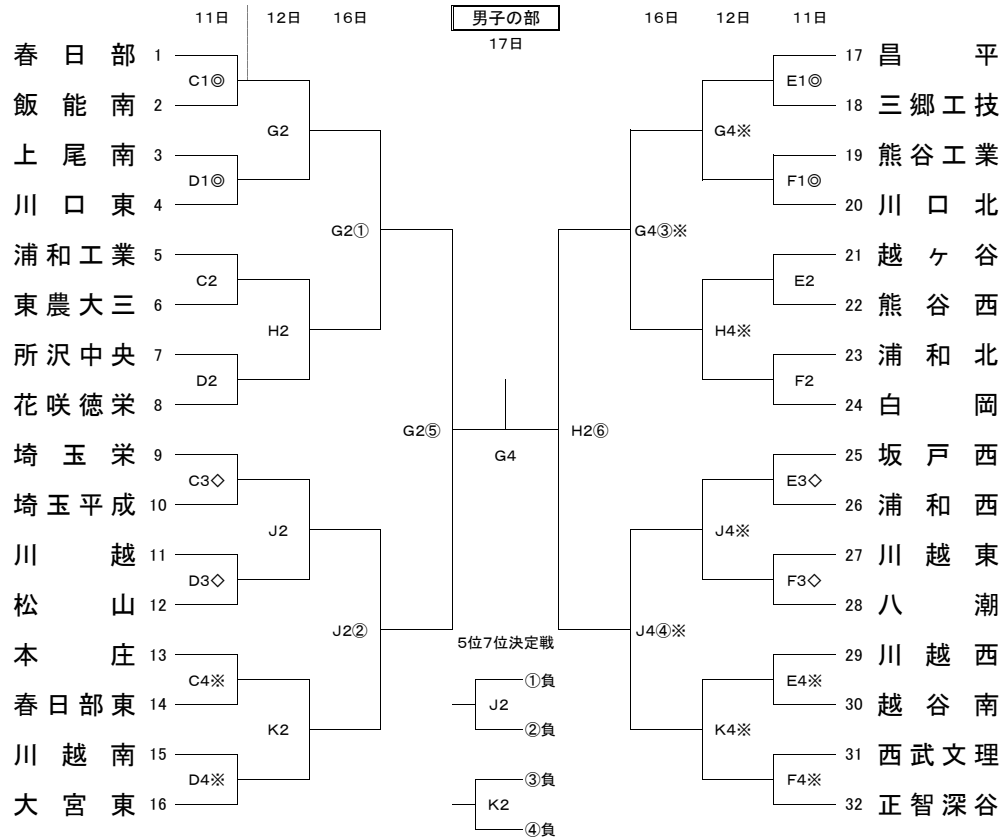 11日 12日 16日 男子の部 16日 12日 11日
17日
春日部 1 17 昌平
C1◎ E1◎
飯能南 2 18 三郷工技
G2 G4※
上尾南 3 19 熊谷工業
D1◎ F1◎
川口東 4 20 川口北
G2① G4③※
浦和工業 5 21 越ヶ谷
C2 E2
東農大三 6 22 熊谷西
H2 H4※
所沢中央 7 23 浦和北
D2 F2
花咲徳栄 8 24 白岡
G2⑤ H2⑥
G4
埼玉栄 9 25 坂戸西
C3◇ E3◇
埼玉平成 10 26 浦和西
J2 J4※
川越 11 27 川越東
D3◇ F3◇
松山 12 28 八潮
J2② J4④※
5位7位決定戦
本庄 13 29 川越西
C4※ ①負 E4※
春日部東 14 J2 30 越谷南
K2 ②負 K4※
川越南 15 31 西武文理
D4※ ③負 F4※
大宮東 16 K2 32 正智深谷
④負